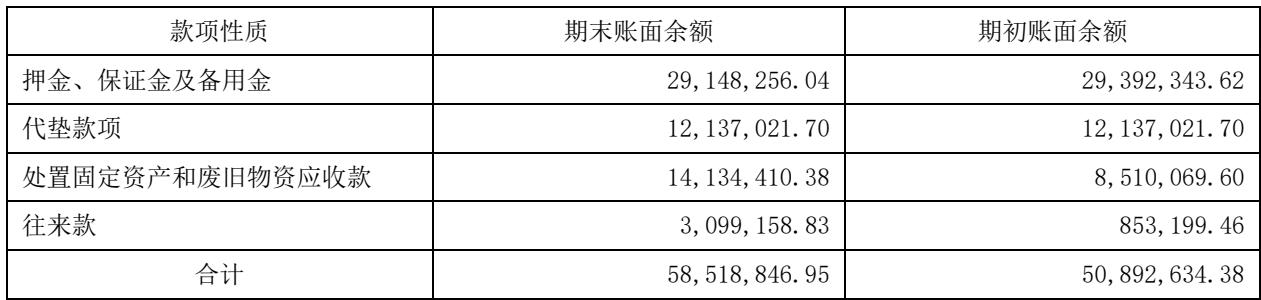 款项性质 期末账面余额 期初账面余额
押金、保证金及备用金 29,148,256.04 29,392,343.62
代垫款项 12,137,021.70 12,137,021.70
处置固定资产和废旧物资应收款 14,134,410.38 8,510,069.60
往来款 3,099,158.83 853,199.46
合计 58,518,846.95 50,892,634.38